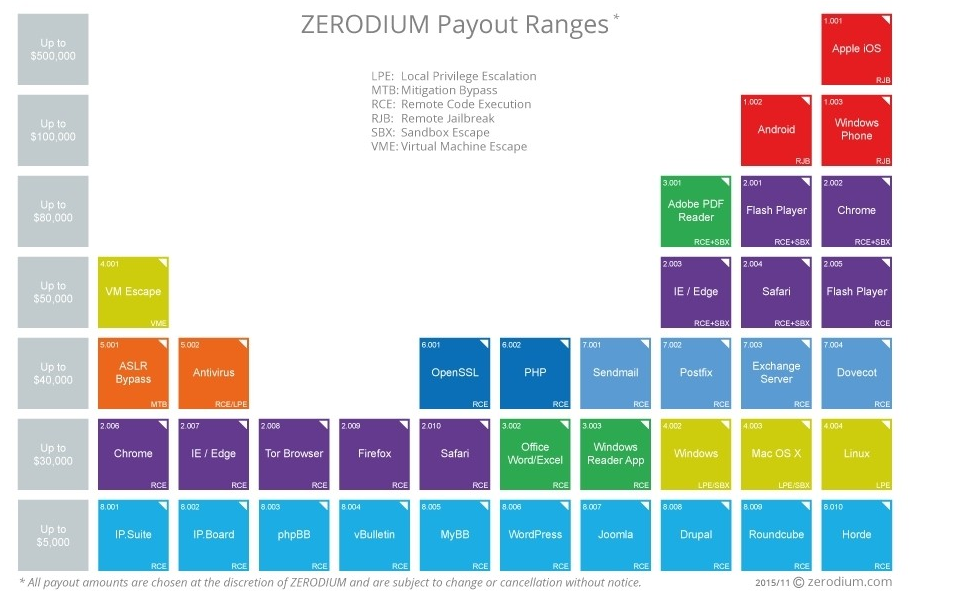 ZERODIUM Payout Ranges *
LPE: Local Privilege Escalation
MTB: Mitigation Bypass
RCE: Remote Code Execution
RJB: Remote Jailbreak
SBX: Sandbox Escape
VME: Virtual Machine Escape
Up to
$500,000
1.001
Apple iOS
RJB
Up to
$100,000
1.002
Android
RJB
1.003
Windows
Phone
RJB
Up to
$80,000
3.001
Adobe PDF
Reader
RCE+SBX
2.001
Flash Player
RCE+SBX
2.002
Chrome
RCE+SBX
Up to
$50,000
4.001
VM Escape
VME
2.003
IE / Edge
RCE+SBX
2.004
Safari
RCE+SBX
2.005
Flash Player
RCE
Up to
$40,000
5.001
ASLR
Bypass
MTB
5.002
Antivirus
RCE/LPE
6.001
OpenSSL
RCE
6.002
PHP
RCE
7.001
Sendmail
RCE
7.002
Postfix
RCE
7.003
Exchange
Server
RCE
7.004
Dovecot
RCE
Up to
$30,000
2.006
Chrome
RCE
2.007
IE / Edge
RCE
2.008
Tor Browser
RCE
2.009
Firefox
RCE
2.010
Safari
RCE
3.002
Office
Word/Excel
RCE
3.003
Windows
Reader App
RCE
4.002
Windows
LPE/SBX
4.003
Mac OS X
LPE/SBX
4.004
Linux
LPE
Up to
$5,000
8.001
IP.Suite
RCE
8.002
IP.Board
RCE
8.003
phpBB
RCE
8.004
vBulletin
RCE
8.005
MyBB
RCE
8.006
WordPress
RCE
8.007
Joomla
RCE
8.008
Drupal
RCE
8.009
Roundcube
RCE
8.010
Horde
RCE
* All payout amounts are chosen at the discretion of ZERODIUM and are subject to change or cancellation without notice.
2015/11 © zerodium.com